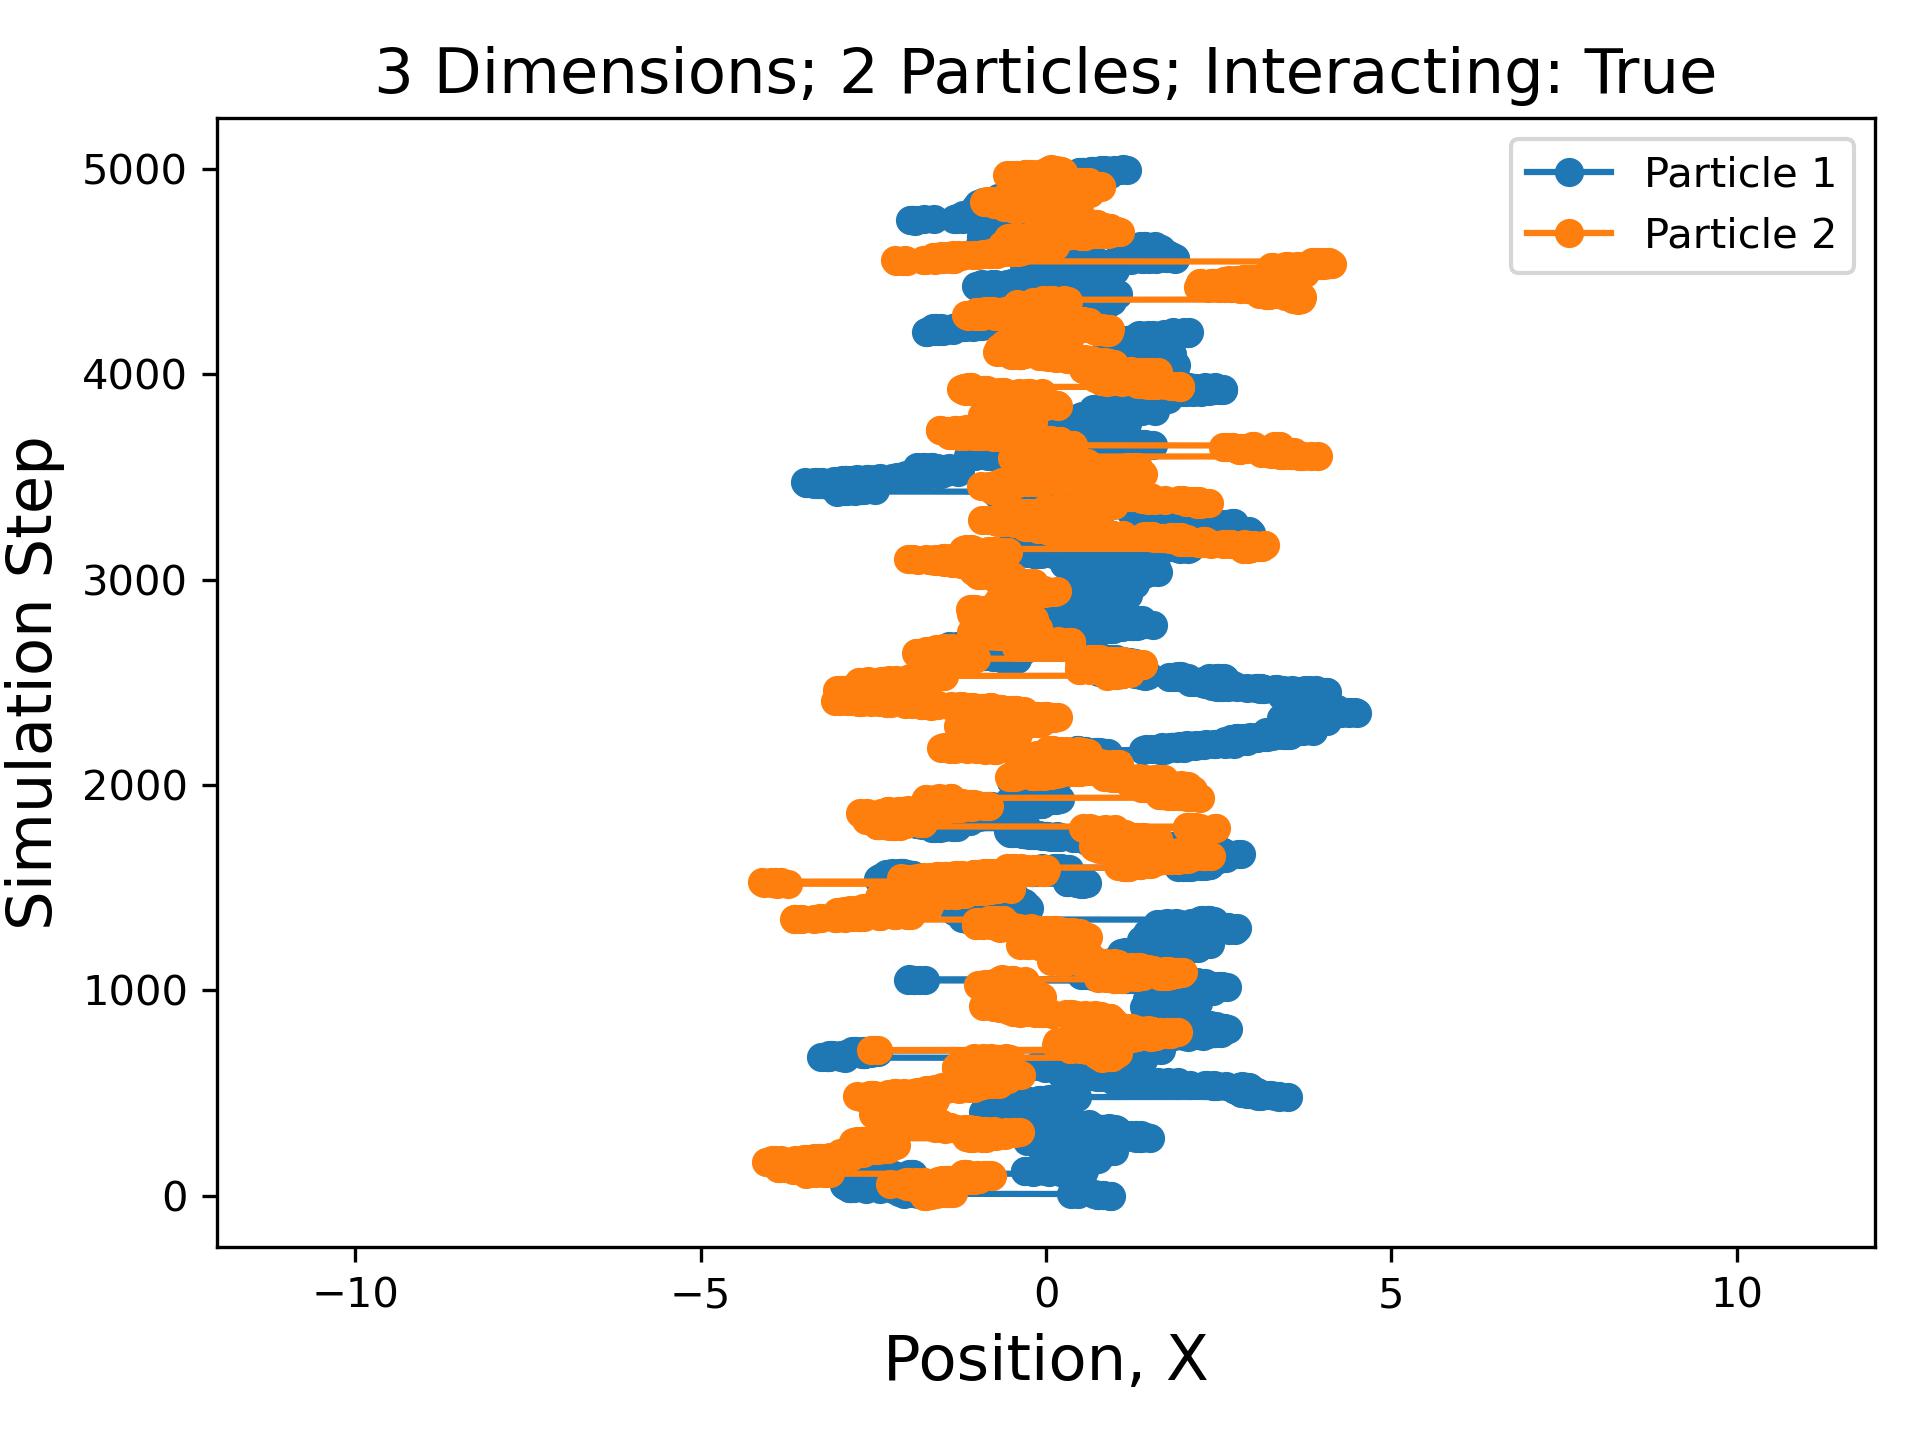 3 Dimensions; 2 Particles; Interacting: True
Particle 1
Particle 2
Simulation Step
5000
4000
3000
2000
1000
0
−10
−5
0
5
10
Position, X